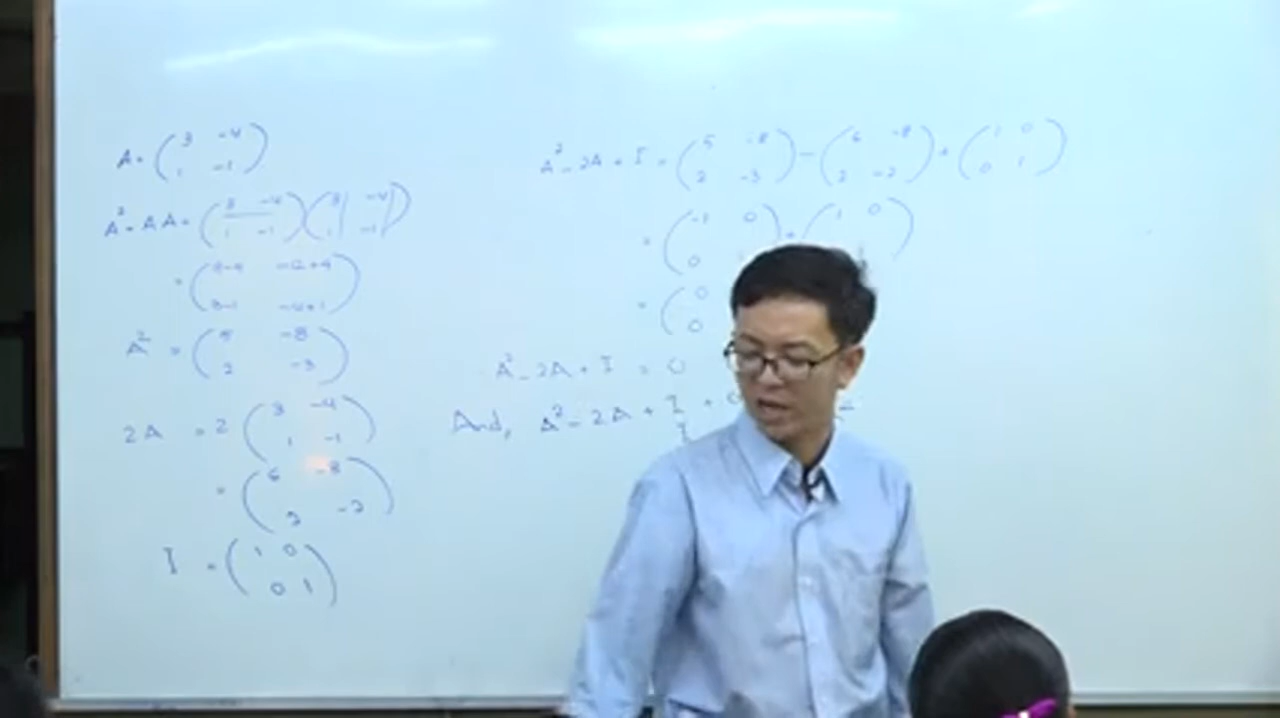 A = ( 3 -4
1 -1 )
A² = A A = ( 3 -4
1 -1 ) ( 3 -4
1 -1 )
= ( 9-4 -12+4
3-1 -4+1 )
A² = ( 5 -8
2 -3 )
2A = 2 ( 3 -4
1 -1 )
= ( 6 -8
2 -2 )
I = ( 1 0
0 1 )
A² - 2A + I = ( 5 -8
2 -3 ) - ( 6 -8
2 -2 ) + ( 1 0
0 1 )
= ( -1 0
0 ) + ( 1 0 )
= ( 0
0
A² - 2A + I = 0
And, A² - 2A + I
I